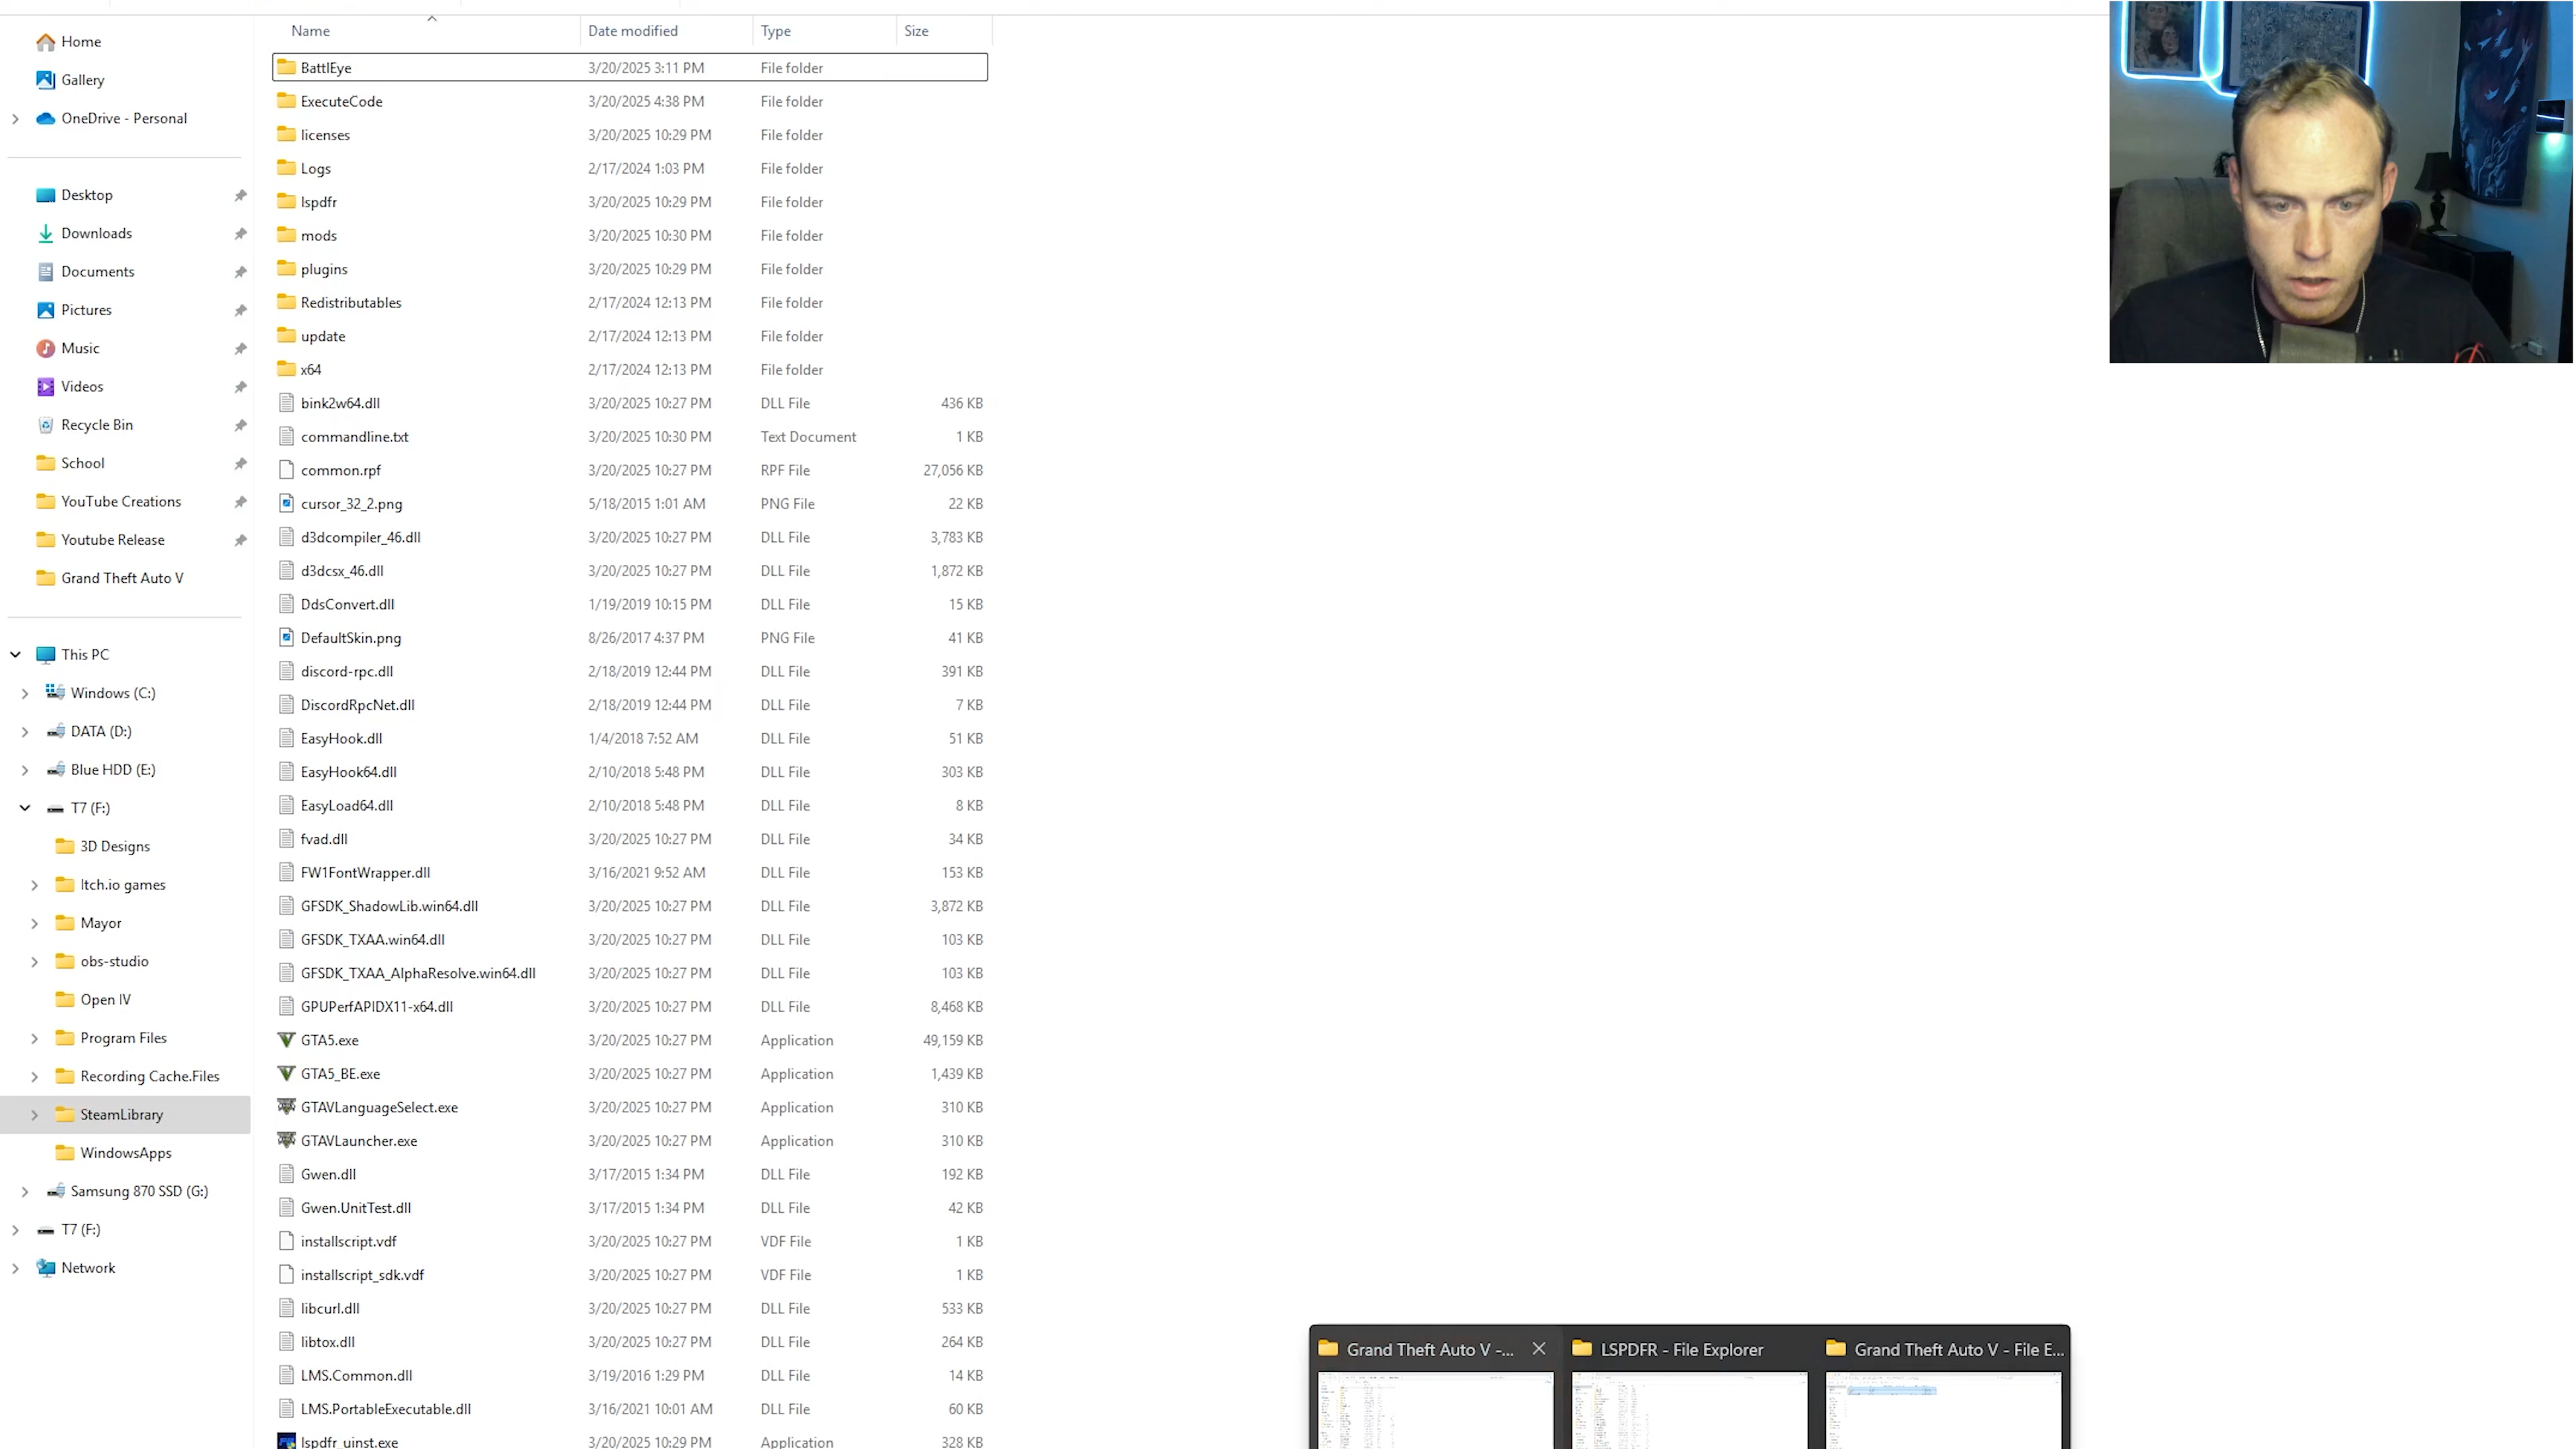 Name Date modified Type Size
Home
Gallery
OneDrive - Personal
Desktop
Downloads
Documents
Pictures
Music
Videos
Recycle Bin
School
YouTube Creations
Youtube Release
Grand Theft Auto V
This PC
Windows (C:)
DATA (D:)
Blue HDD (E:)
T7 (F:)
3D Designs
Itch.io games
Mayor
obs-studio
Open IV
Program Files
Recording Cache.Files
SteamLibrary
WindowsApps
Samsung 870 SSD (G:)
T7 (F:)
Network
BattlEye 3/20/2025 3:11 PM File folder
ExecuteCode 3/20/2025 4:38 PM File folder
licenses 3/20/2025 10:29 PM File folder
Logs 2/17/2024 1:03 PM File folder
lspdfr 3/20/2025 10:29 PM File folder
mods 3/20/2025 10:30 PM File folder
plugins 3/20/2025 10:29 PM File folder
Redistributables 2/17/2024 12:13 PM File folder
update 2/17/2024 12:13 PM File folder
x64 2/17/2024 12:13 PM File folder
bink2w64.dll 3/20/2025 10:27 PM DLL File 436 KB
commandline.txt 3/20/2025 10:30 PM Text Document 1 KB
common.rpf 3/20/2025 10:27 PM RPF File 27,056 KB
cursor_32_2.png 5/18/2015 1:01 AM PNG File 22 KB
d3dcompiler_46.dll 3/20/2025 10:27 PM DLL File 3,783 KB
d3dcsx_46.dll 3/20/2025 10:27 PM DLL File 1,872 KB
DdsConvert.dll 1/19/2019 10:15 PM DLL File 15 KB
DefaultSkin.png 8/26/2017 4:37 PM PNG File 41 KB
discord-rpc.dll 2/18/2019 12:44 PM DLL File 391 KB
DiscordRpcNet.dll 2/18/2019 12:44 PM DLL File 7 KB
EasyHook.dll 1/4/2018 7:52 AM DLL File 51 KB
EasyHook64.dll 2/10/2018 5:48 PM DLL File 303 KB
EasyLoad64.dll 2/10/2018 5:48 PM DLL File 8 KB
fvad.dll 3/20/2025 10:27 PM DLL File 34 KB
FW1FontWrapper.dll 3/16/2021 9:52 AM DLL File 153 KB
GFSDK_ShadowLib.win64.dll 3/20/2025 10:27 PM DLL File 3,872 KB
GFSDK_TXAA.win64.dll 3/20/2025 10:27 PM DLL File 103 KB
GFSDK_TXAA_AlphaResolve.win64.dll 3/20/2025 10:27 PM DLL File 103 KB
GPUPerfAPIDX11-x64.dll 3/20/2025 10:27 PM DLL File 8,468 KB
GTA5.exe 3/20/2025 10:27 PM Application 49,159 KB
GTA5_BE.exe 3/20/2025 10:27 PM Application 1,439 KB
GTAVLanguageSelect.exe 3/20/2025 10:27 PM Application 310 KB
GTAVLauncher.exe 3/20/2025 10:27 PM Application 310 KB
Gwen.dll 3/17/2015 1:34 PM DLL File 192 KB
Gwen.UnitTest.dll 3/17/2015 1:34 PM DLL File 42 KB
installscript.vdf 3/20/2025 10:27 PM VDF File 1 KB
installscript_sdk.vdf 3/20/2025 10:27 PM VDF File 1 KB
libcurl.dll 3/20/2025 10:27 PM DLL File 533 KB
libtox.dll 3/20/2025 10:27 PM DLL File 264 KB
LMS.Common.dll 3/19/2016 1:29 PM DLL File 14 KB
LMS.PortableExecutable.dll 3/16/2021 10:01 AM DLL File 60 KB
lspdfr_uinst.exe 3/20/2025 10:29 PM Application 328 KB
Grand Theft Auto V -...
LSPDFR - File Explorer
Grand Theft Auto V - File E...